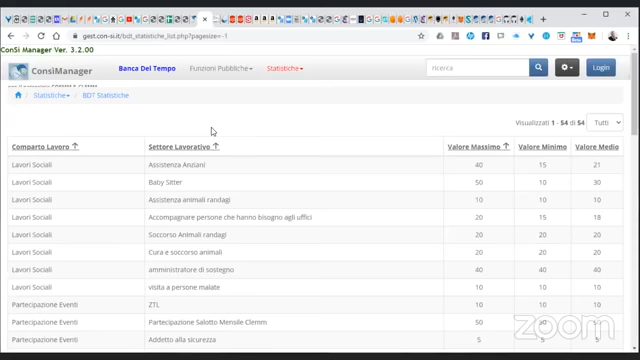 gest.con-si.it/bdt_statistiche_list.php?pagesize=-1
ConSi Manager Ver. 3.2.00
ConsiManager
Banca Del Tempo
Funzioni Pubbliche
Statistiche
ricerca
Login
Statistiche / BDT Statistiche
Visualizzati 1 - 54 di 54 Tutti
Comparto Lavoro Settore Lavorativo Valore Massimo Valore Minimo Valore Medio
Lavori Sociali Assistenza Anziani 40 15 21
Lavori Sociali Baby Sitter 50 10 30
Lavori Sociali Assistenza animali randagi 10 10 10
Lavori Sociali Accompagnare persone che hanno bisogno agli uffici 20 15 18
Lavori Sociali Soccorso Animali randagi 20 20 20
Lavori Sociali Cura e soccorso animali 20 20 20
Lavori Sociali amministratore di sostegno 40 40 40
Lavori Sociali visita a persone malate 10 10 10
Partecipazione Eventi ZTL 10 10 10
Partecipazione Eventi Partecipazione Salotto Mensile Clemm 50 50 50
Partecipazione Eventi Addetto alla sicurezza 5 5 5
zoom